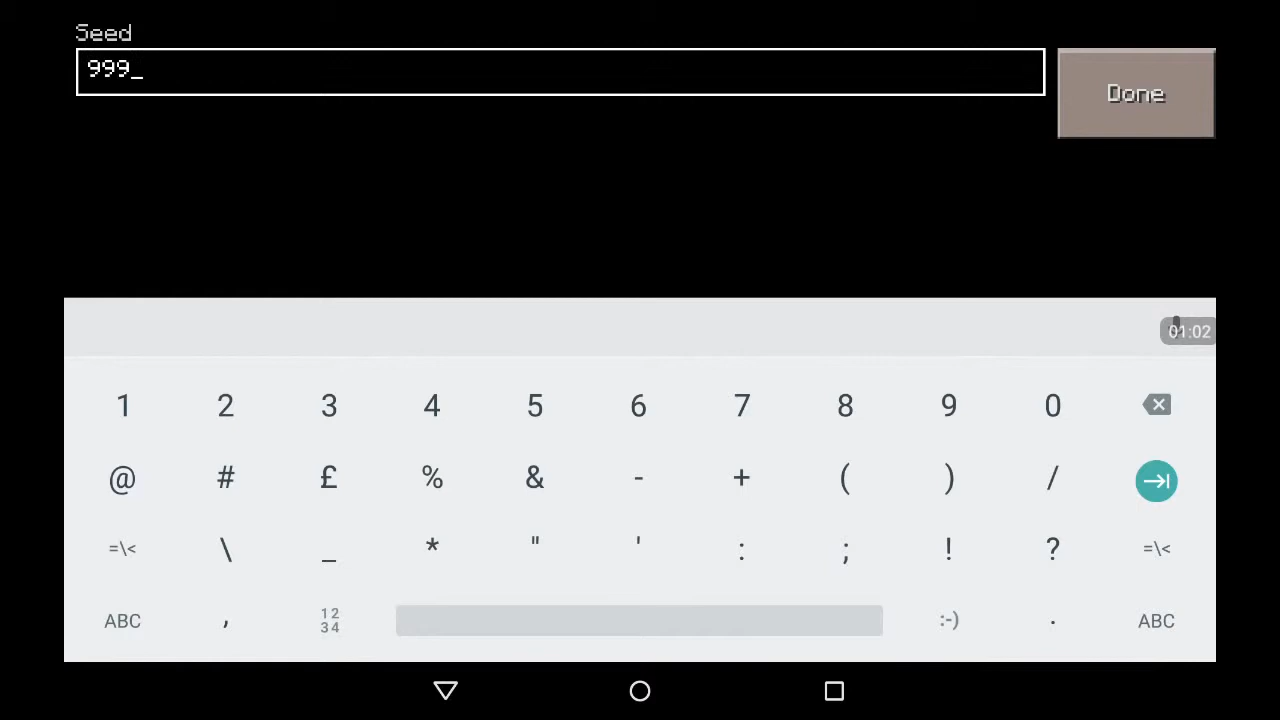 Seed
999_
Done
01:02
1 2 3 4 5 6 7 8 9 0
@ # £ % & - + ( ) /
=\< \ _ * " ' : ; ! ? =\<
ABC , 12 34 :-) . ABC